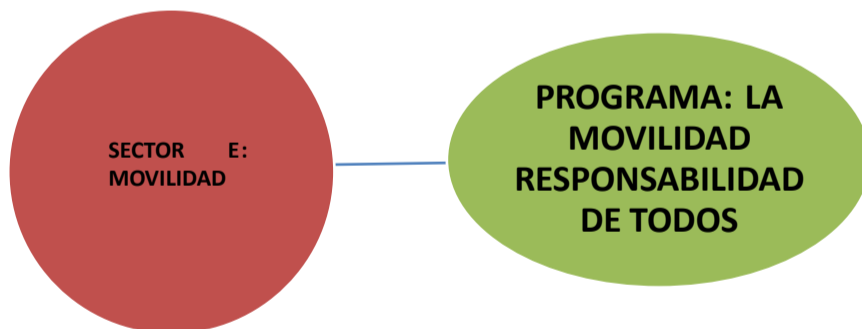 SECTOR E:
MOVILIDAD
PROGRAMA: LA
MOVILIDAD
RESPONSABILIDAD
DE TODOS